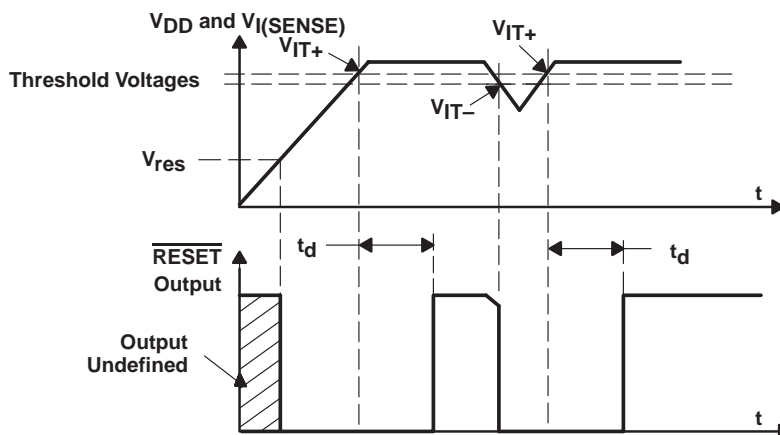 VDD and VI(SENSE)
VIT+
VIT+
Threshold Voltages
VIT–
Vres
t
RESET
Output
td
td
Output
Undefined
t